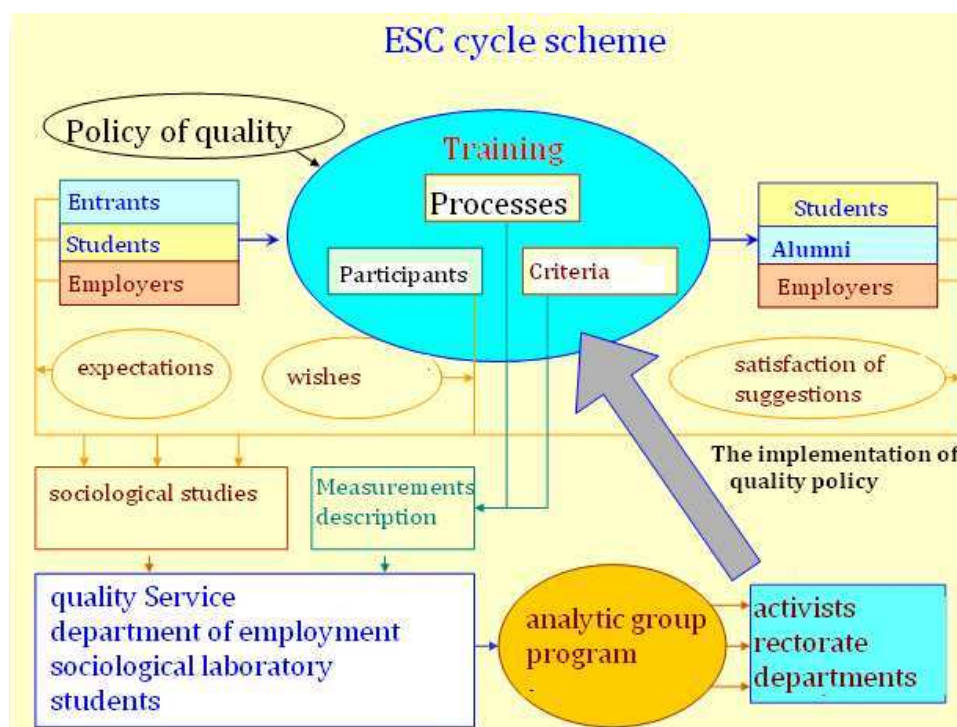 ESC cycle scheme
Policy of quality
Training
Processes
Participants
Criteria
Entrants
Students
Employers
Students
Alumni
Employers
expectations
wishes
satisfaction of
suggestions
The implementation of
quality policy
sociological studies
Measurements
description
quality Service
department of employment
sociological laboratory
students
analytic group
program
activists
rectorate
departments